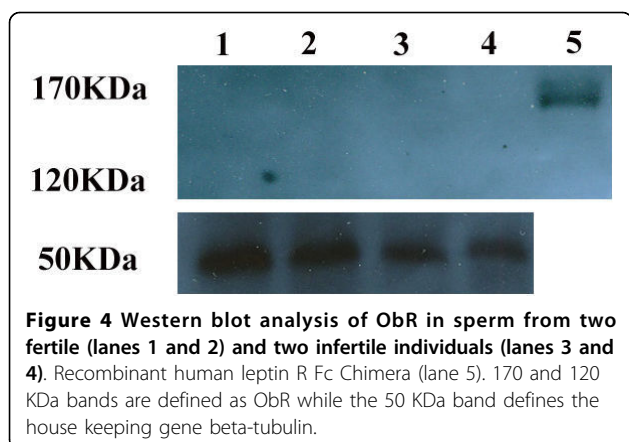 1 2 3 4 5
170KDa
120KDa
50KDa
Figure 4 Western blot analysis of ObR in sperm from two
fertile (lanes 1 and 2) and two infertile individuals (lanes 3 and
4). Recombinant human leptin R Fc Chimera (lane 5). 170 and 120
KDa bands are defined as ObR while the 50 KDa band defines the
house keeping gene beta-tubulin.